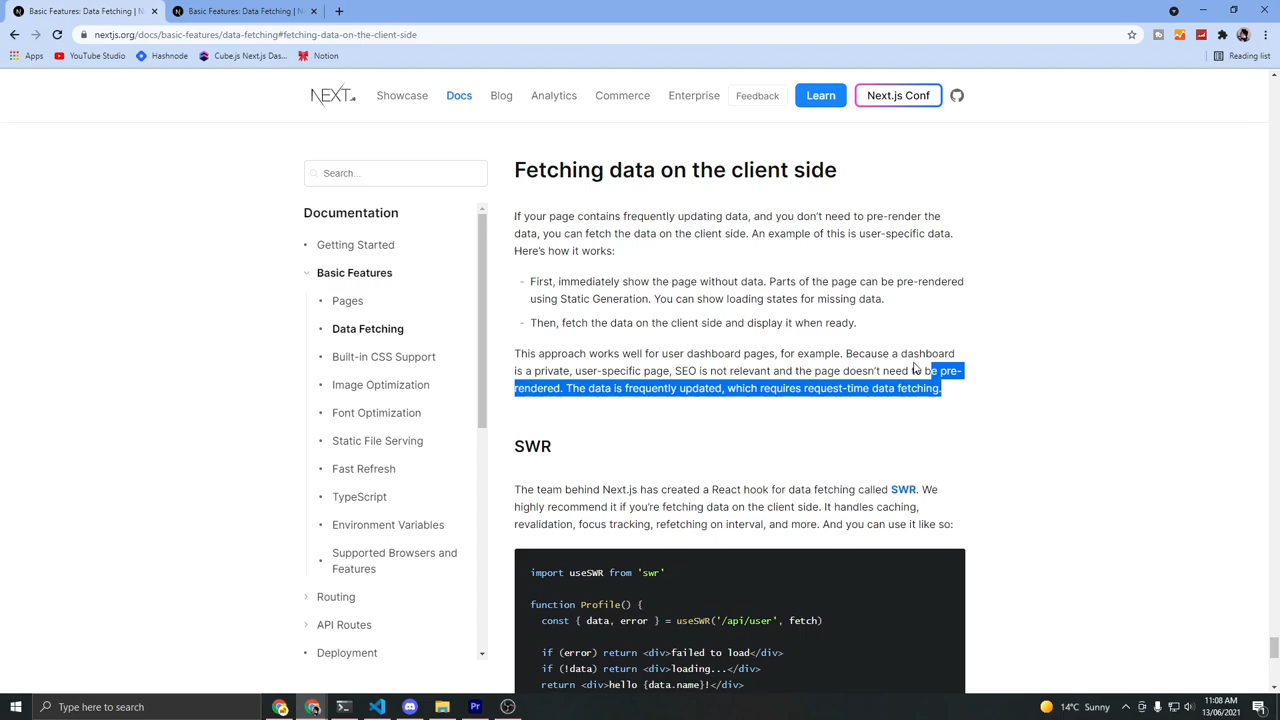 Basic Features: Data Fetching | N
Basic Features: Data Fetching | N
nextjs.org/docs/basic-features/data-fetching#fetching-data-on-the-client-side
Apps
YouTube Studio
Hashnode
Cube.js Next.js Das...
Notion
Reading list
NEXT.JS
Showcase
Docs
Blog
Analytics
Commerce
Enterprise
Feedback
Learn
Next.js Conf
Search...
Documentation
Getting Started
Basic Features
Pages
Data Fetching
Built-in CSS Support
Image Optimization
Font Optimization
Static File Serving
Fast Refresh
TypeScript
Environment Variables
Supported Browsers and
Features
Routing
API Routes
Deployment
Fetching data on the client side
If your page contains frequently updating data, and you don’t need to pre-render the
data, you can fetch the data on the client side. An example of this is user-specific data.
Here’s how it works:
- First, immediately show the page without data. Parts of the page can be pre-rendered
using Static Generation. You can show loading states for missing data.
- Then, fetch the data on the client side and display it when ready.
This approach works well for user dashboard pages, for example. Because a dashboard
is a private, user-specific page, SEO is not relevant and the page doesn’t need to be pre-
rendered. The data is frequently updated, which requires request-time data fetching.
SWR
The team behind Next.js has created a React hook for data fetching called SWR. We
highly recommend it if you’re fetching data on the client side. It handles caching,
revalidation, focus tracking, refetching on interval, and more. And you can use it like so:
import useSWR from 'swr'
function Profile() {
const { data, error } = useSWR('/api/user', fetch)
if (error) return <div>failed to load</div>
if (!data) return <div>loading...</div>
return <div>hello {data.name}!</div>
Type here to search
14°C Sunny
11:08 AM
13/06/2021